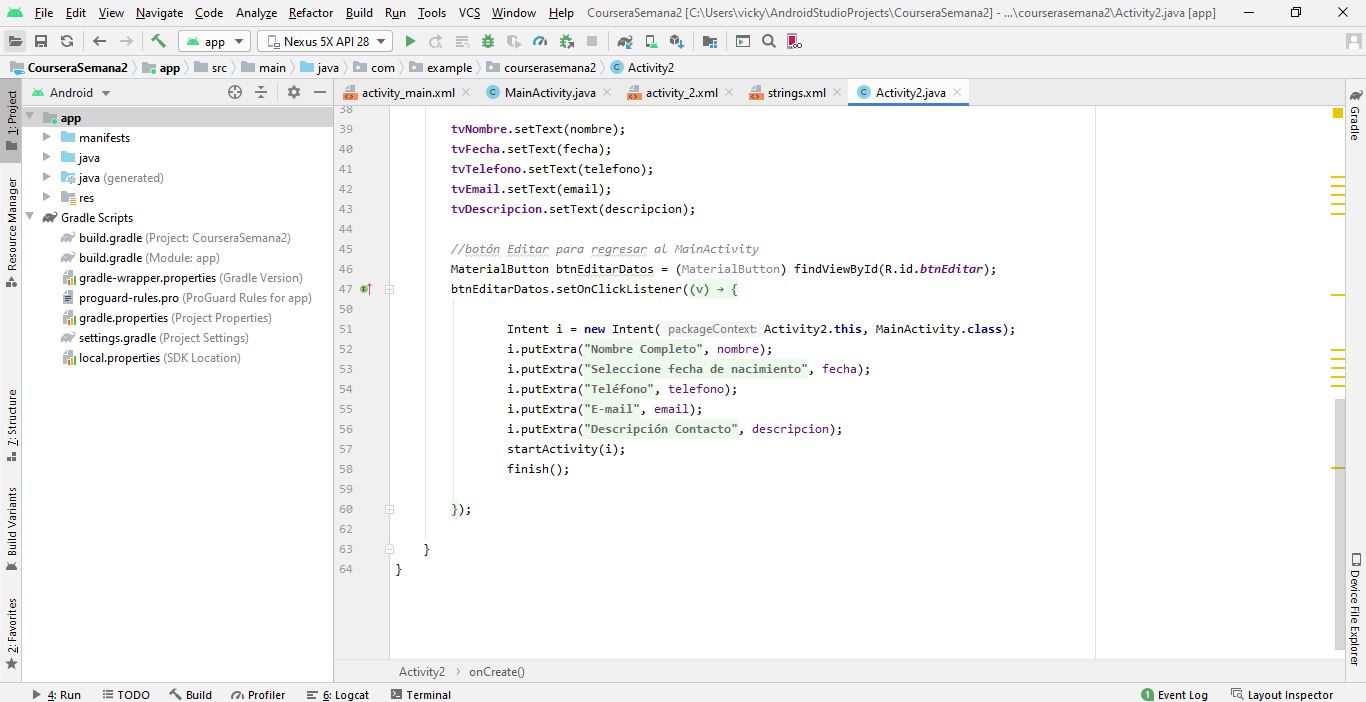 File Edit View Navigate Code Analyze Refactor Build Run Tools VCS Window Help CourseraSemana2 [C:\Users\vicky\AndroidStudioProjects\CourseraSemana2] - ...\courserasemana2\Activity2.java [app]
app Nexus 5X API 28
CourseraSemana2 app src main java com example courserasemana2 Activity2
Android
activity_main.xml MainActivity.java activity_2.xml strings.xml Activity2.java
1: Project
Resource Manager
7: Structure
Build Variants
2: Favorites
app
manifests
java
java (generated)
res
Gradle Scripts
build.gradle (Project: CourseraSemana2)
build.gradle (Module: app)
gradle-wrapper.properties (Gradle Version)
proguard-rules.pro (ProGuard Rules for app)
gradle.properties (Project Properties)
settings.gradle (Project Settings)
local.properties (SDK Location)
38
39 tvNombre.setText(nombre);
40 tvFecha.setText(fecha);
41 tvTelefono.setText(telefono);
42 tvEmail.setText(email);
43 tvDescripcion.setText(descripcion);
44
45 //botón Editar para regresar al MainActivity
46 MaterialButton btnEditarDatos = (MaterialButton) findViewById(R.id.btnEditar);
47 btnEditarDatos.setOnClickListener((v) → {
50
51 Intent i = new Intent( packageContext: Activity2.this, MainActivity.class);
52 i.putExtra("Nombre Completo", nombre);
53 i.putExtra("Seleccione fecha de nacimiento", fecha);
54 i.putExtra("Teléfono", telefono);
55 i.putExtra("E-mail", email);
56 i.putExtra("Descripción Contacto", descripcion);
57 startActivity(i);
58 finish();
59
60 });
62
63 }
64 }
Activity2 onCreate()
Gradle
Device File Explorer
4: Run TODO Build Profiler 6: Logcat Terminal 1 Event Log Layout Inspector